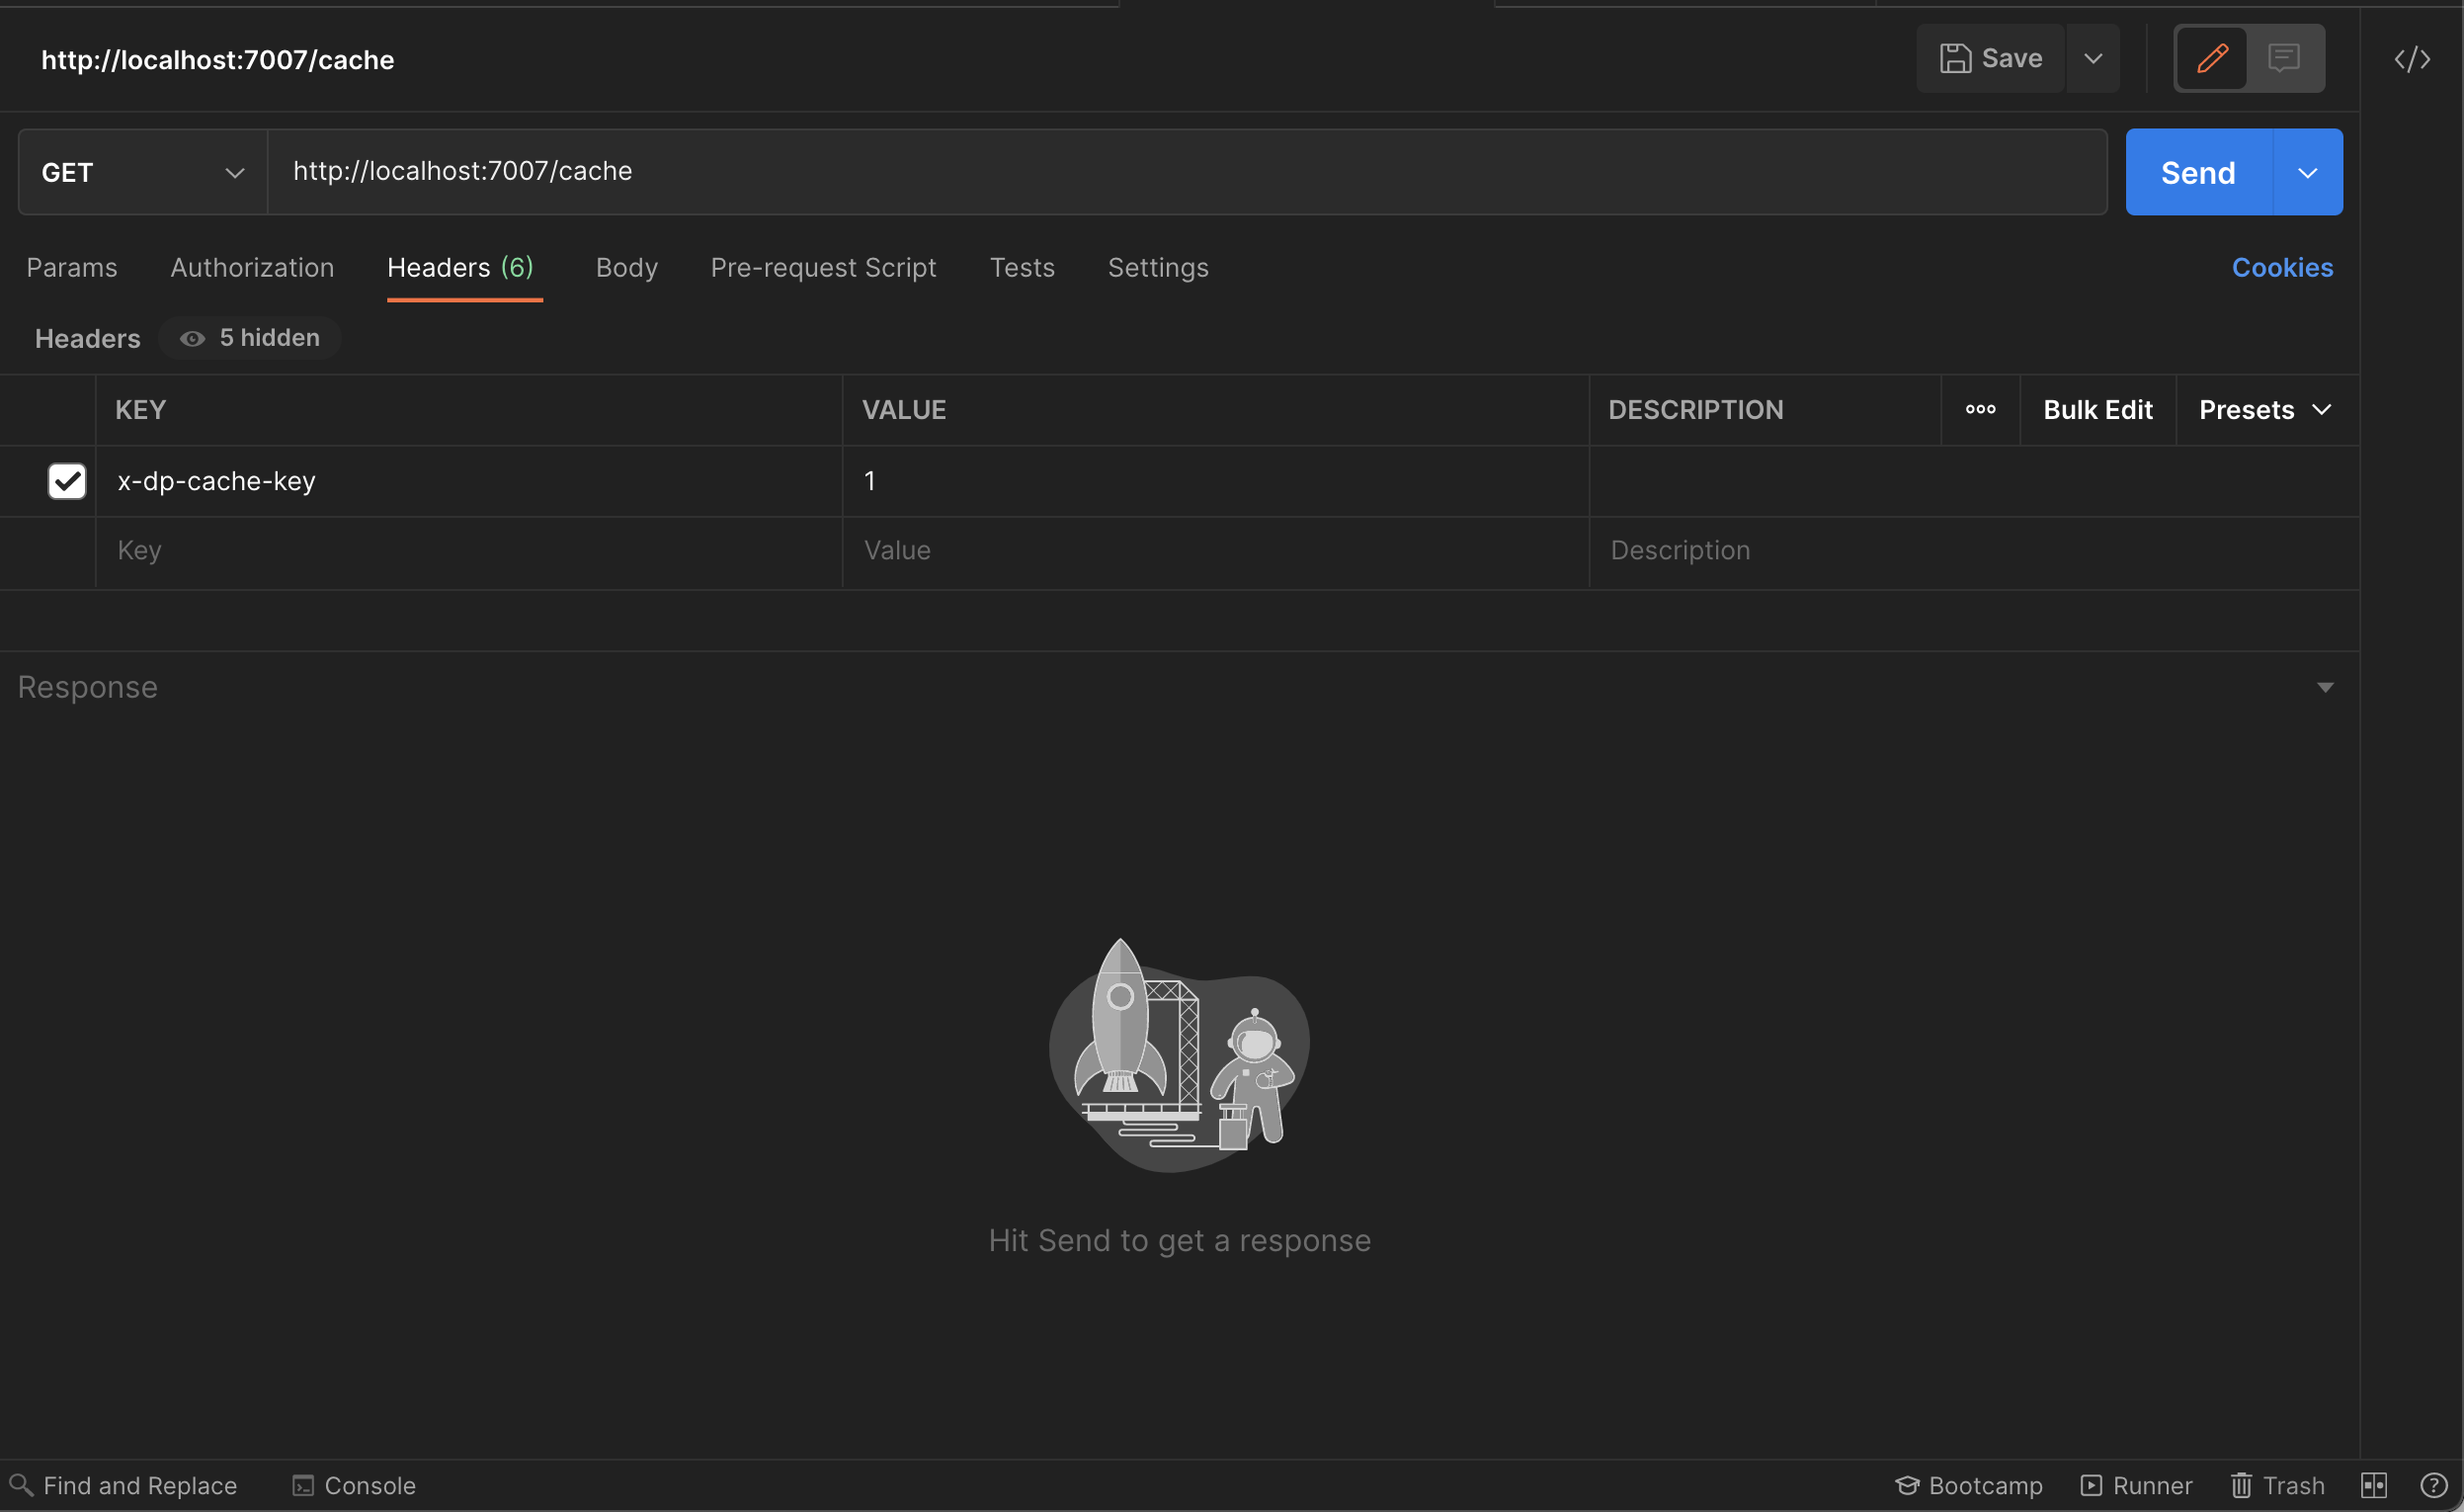 http://localhost:7007/cache
Save
GET
http://localhost:7007/cache
Send
Params Authorization Headers (6) Body Pre-request Script Tests Settings Cookies
Headers 5 hidden
KEY VALUE DESCRIPTION Bulk Edit Presets
x-dp-cache-key 1
Key Value Description
Response
Hit Send to get a response
Find and Replace Console Bootcamp Runner Trash